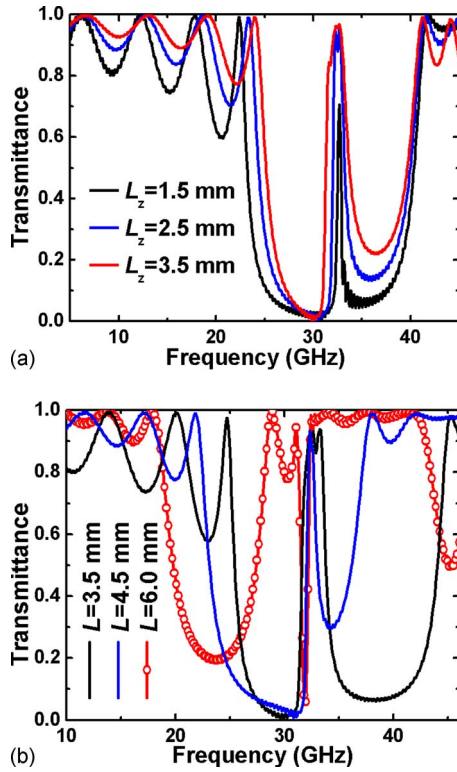 1.0
0.8
0.6
0.4
0.2
0.0
Transmittance
Lz=1.5 mm
Lz=2.5 mm
Lz=3.5 mm
10 20 30 40
Frequency (GHz)
(a)
1.0
0.8
0.6
0.4
0.2
0.0
Transmittance
L=3.5 mm
L=4.5 mm
L=6.0 mm
10 20 30 40
Frequency (GHz)
(b)